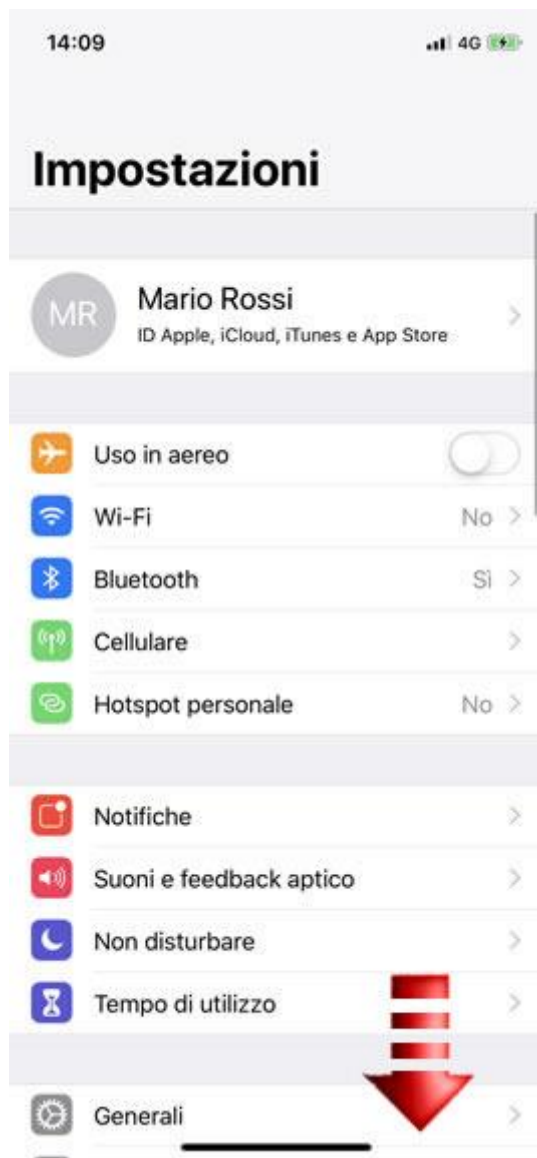 14:09 4G
Impostazioni
MR
Mario Rossi
ID Apple, iCloud, iTunes e App Store
Uso in aereo
Wi-Fi No
Bluetooth Sì
Cellulare
Hotspot personale No
Notifiche
Suoni e feedback aptico
Non disturbare
Tempo di utilizzo
Generali